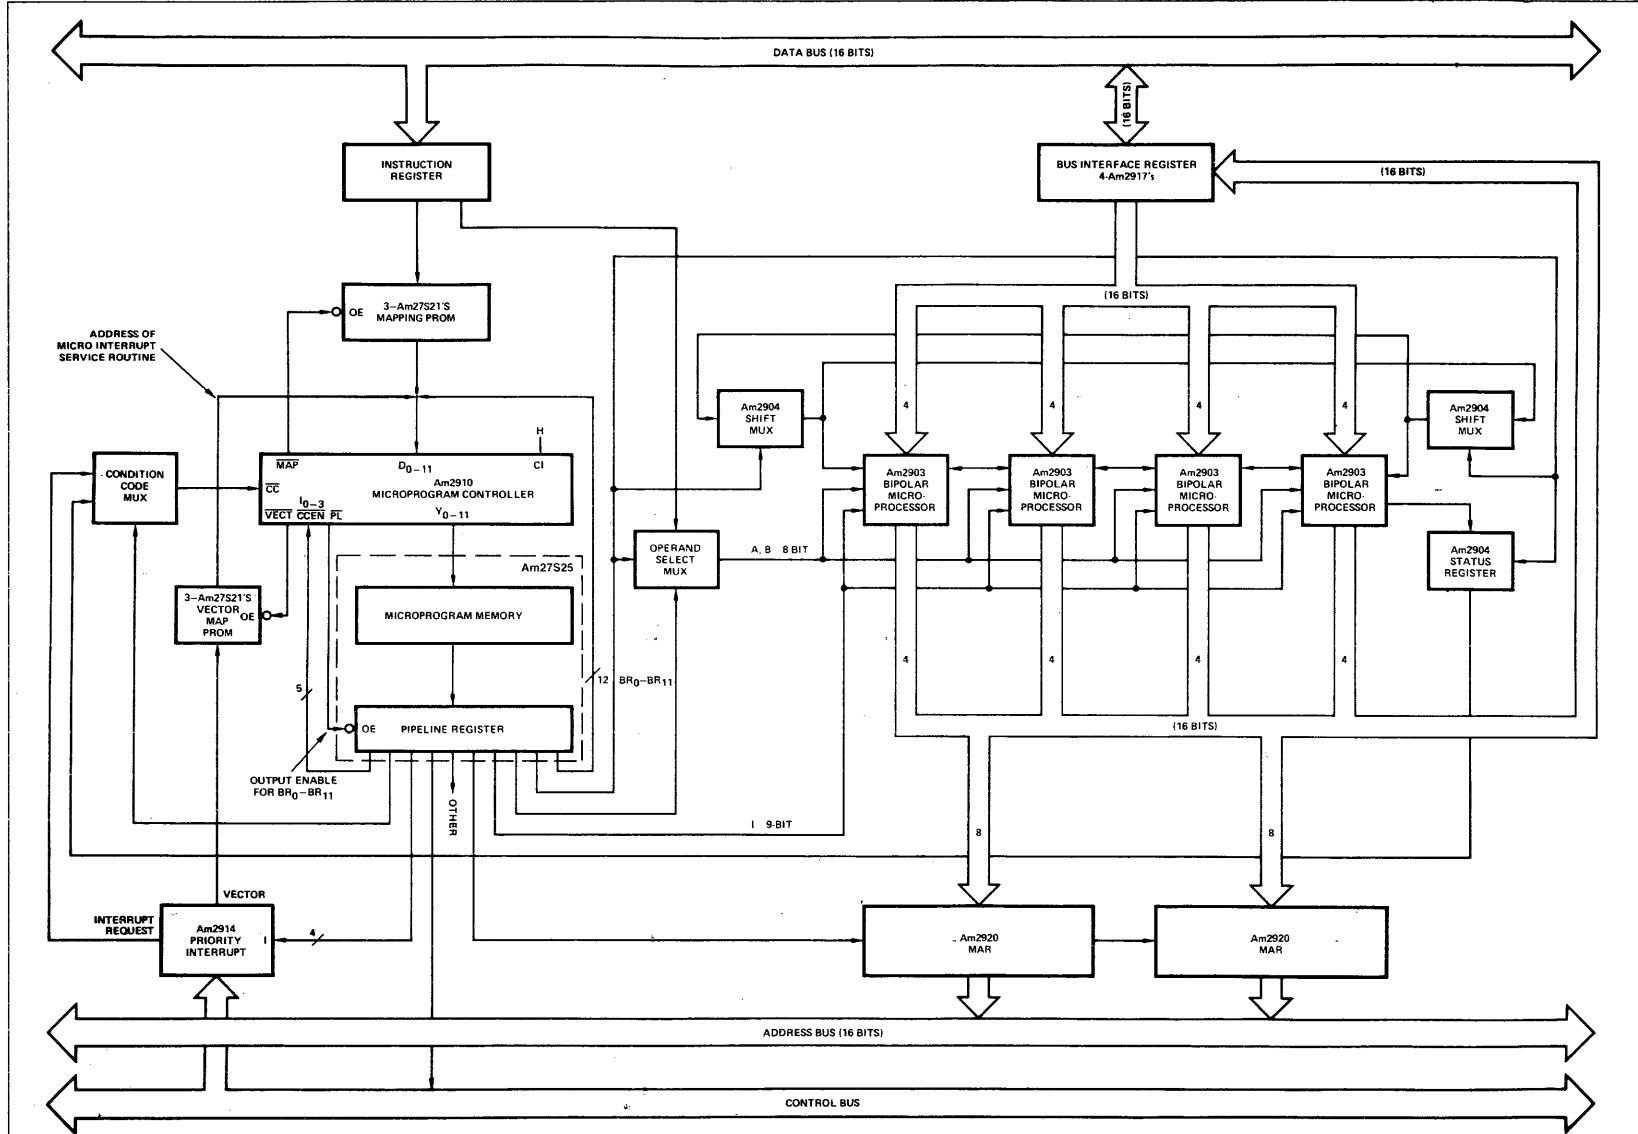 DATA BUS (16 BITS)
(16 BITS)
INSTRUCTION
REGISTER
BUS INTERFACE REGISTER
4-Am2917's
(16 BITS)
(16 BITS)
OE
3–Am27S21'S
MAPPING PROM
ADDRESS OF
MICRO INTERRUPT
SERVICE ROUTINE
Am2904
SHIFT
MUX
4
4
4
4
Am2904
SHIFT
MUX
H
CONDITION
CODE
MUX
MAP
D0–11
CI
CC
Am2910
MICROPROGRAM CONTROLLER
I0–3
VECT CCEN PL
Y0–11
Am2903
BIPOLAR
MICRO-
PROCESSOR
Am2903
BIPOLAR
MICRO-
PROCESSOR
Am2903
BIPOLAR
MICRO-
PROCESSOR
Am2903
BIPOLAR
MICRO-
PROCESSOR
OPERAND
SELECT
MUX
A, B 8 BIT
Am2904
STATUS
REGISTER
Am27S25
3–Am27S21'S
VECTOR
MAP
PROM
OE
MICROPROGRAM MEMORY
5
12 BR0–BR11
4
4
4
4
OE
PIPELINE REGISTER
(16 BITS)
OUTPUT ENABLE
FOR BR0–BR11
OTHER
I 9-BIT
8
8
VECTOR
INTERRUPT
REQUEST
Am2914
PRIORITY
INTERRUPT
I
4
Am2920
MAR
Am2920
MAR
ADDRESS BUS (16 BITS)
CONTROL BUS